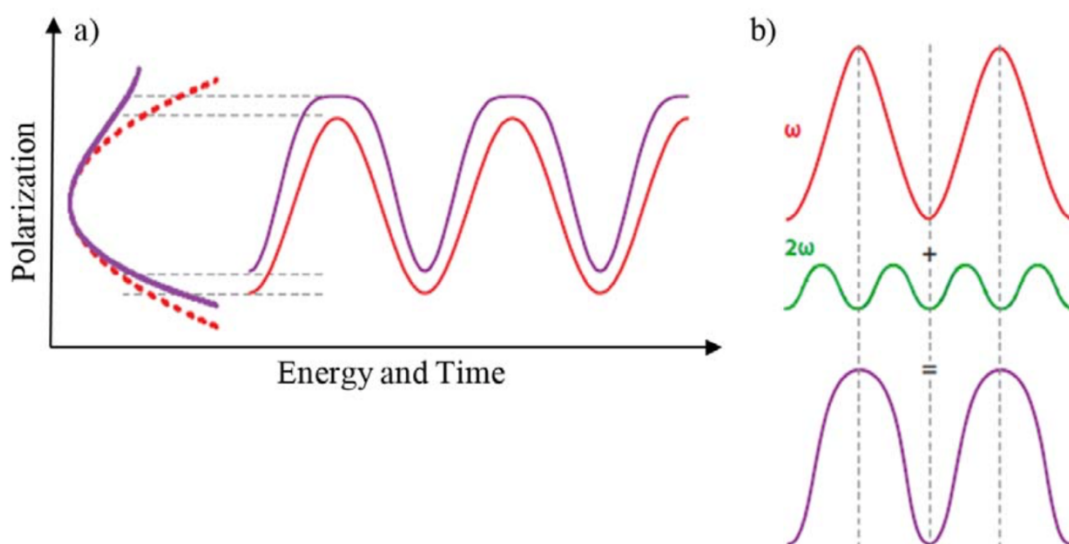 a)
Polarization
Energy and Time
b)
ω
+
2ω
=